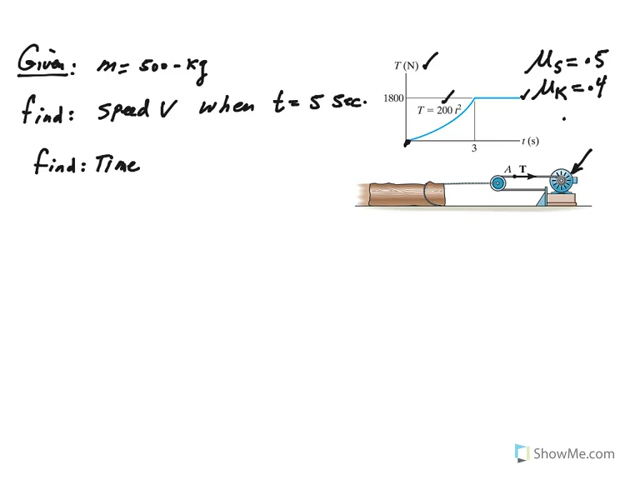 Given: m = 500-kg
find: speed V when t = 5 sec.
find: Time
T (N)
1800
T = 200 t²
3
t (s)
μs = .5
μk = .4
A T
ShowMe.com